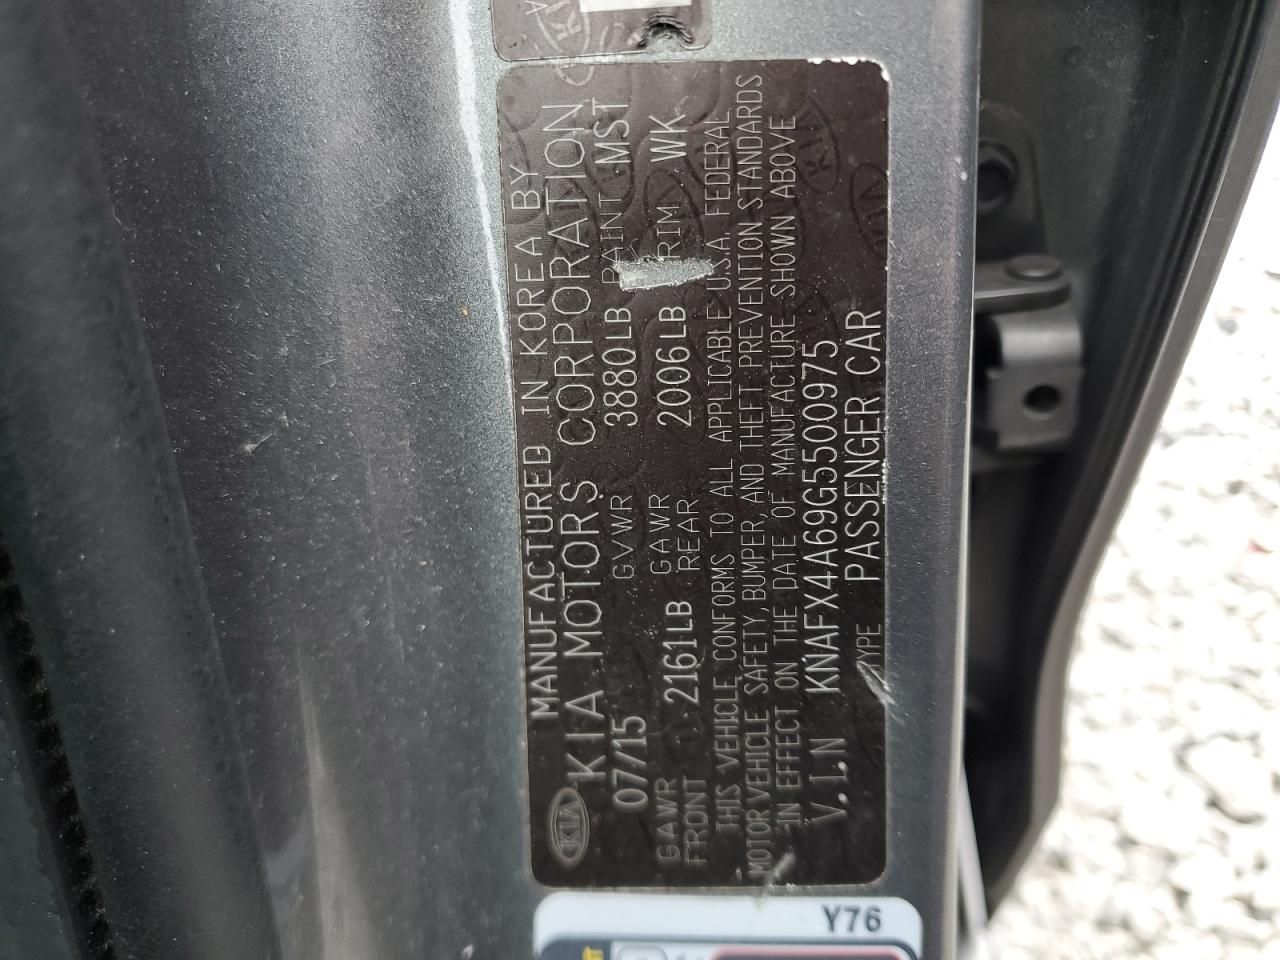 MANUFACTURED IN KOREA BY
KIA MOTORS CORPORATION
07/15 GVWR 3880LB PAINT MST
GAWR FRONT 2161LB GAWR REAR 2006LB TRIM WK
THIS VEHICLE CONFORMS TO ALL APPLICABLE U.S.A. FEDERAL
MOTOR VEHICLE SAFETY, BUMPER, AND THEFT PREVENTION STANDARDS
IN EFFECT ON THE DATE OF MANUFACTURE SHOWN ABOVE
V.I.N KNAFX4A69G5500975
TYPE PASSENGER CAR
KIA
Y76